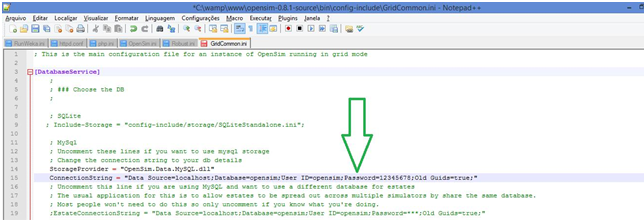 *C:\wamp\www\opensim-0.8.1-source\bin\config-include\GridCommon.ini - Notepad++
Arquivo Editar Localizar Visualizar Formatar Linguagem Configurações Macro Executar Plugins Janela ?
RunWeka.ini httpd.conf php.ini OpenSim.ini Robust.ini GridCommon.ini
1 ; This is the main configuration file for an instance of OpenSim running in grid mode
2
3 [DatabaseService]
4 ;
5 ; ### Choose the DB
6 ;
7
8 ; SQLite
9 ; Include-Storage = "config-include/storage/SQLiteStandalone.ini";
10
11 ; MySql
12 ; Uncomment these lines if you want to use mysql storage
13 ; Change the connection string to your db details
14 StorageProvider = "OpenSim.Data.MySQL.dll"
15 ConnectionString = "Data Source=localhost;Database=opensim;User ID=opensim;Password=12345678;Old Guids=true;"
16 ; Uncomment this line if you are using MySQL and want to use a different database for estates
17 ; The usual application for this is to allow estates to be spread out across multiple simulators by share the same database.
18 ; Most people won't need to do this so only uncomment if you know what you're doing.
19 ;EstateConnectionString = "Data Source=localhost;Database=opensim;User ID=opensim;Password=***;Old Guids=true;"